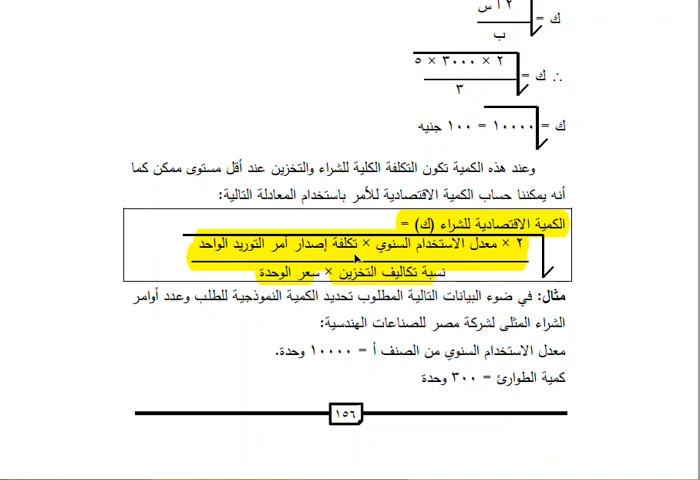 ٢ أ س
ك =
ب
٢ × ٣٠٠٠ × ٥
∴ ك =
٣
ك = ١٠٠٠٠ = ١٠٠ جنيه
وعند هذه الكمية تكون التكلفة الكلية للشراء والتخزين عند أقل مستوى ممكن كما
أنه يمكننا حساب الكمية الاقتصادية للأمر باستخدام المعادلة التالية:
الكمية الاقتصادية للشراء (ك) =
٢ × معدل الاستخدام السنوي × تكلفة إصدار أمر التوريد الواحد
نسبة تكاليف التخزين × سعر الوحدة
مثال: في ضوء البيانات التالية المطلوب تحديد الكمية النموذجية للطلب وعدد أوامر
الشراء المثلى لشركة مصر للصناعات الهندسية:
معدل الاستخدام السنوي من الصنف أ = ١٠٠٠٠ وحدة.
كمية الطوارئ = ٣٠٠ وحدة
١٥٦